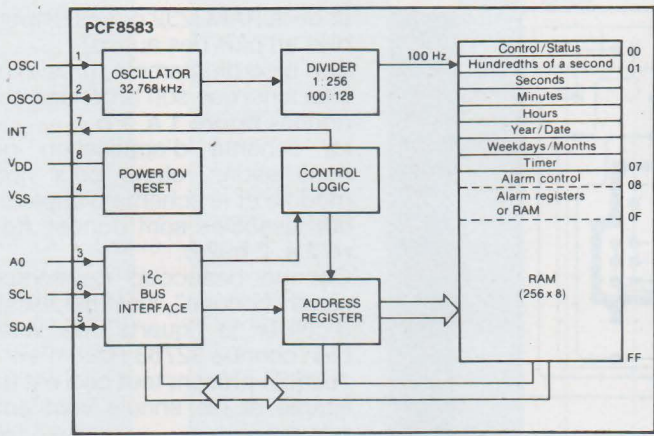 PCF8583
OSCI
1
OSCO
2
INT
7
VDD
8
VSS
4
A0
3
SCL
6
SDA
5
OSCILLATOR
32,768 kHz
DIVIDER
1:256
100:128
100 Hz
POWER ON
RESET
CONTROL
LOGIC
I²C
BUS
INTERFACE
ADDRESS
REGISTER
Control/Status 00
Hundredths of a second 01
Seconds
Minutes
Hours
Year/Date
Weekdays/Months
Timer 07
Alarm control 08
Alarm registers
or RAM
0F
RAM
(256 x 8)
FF